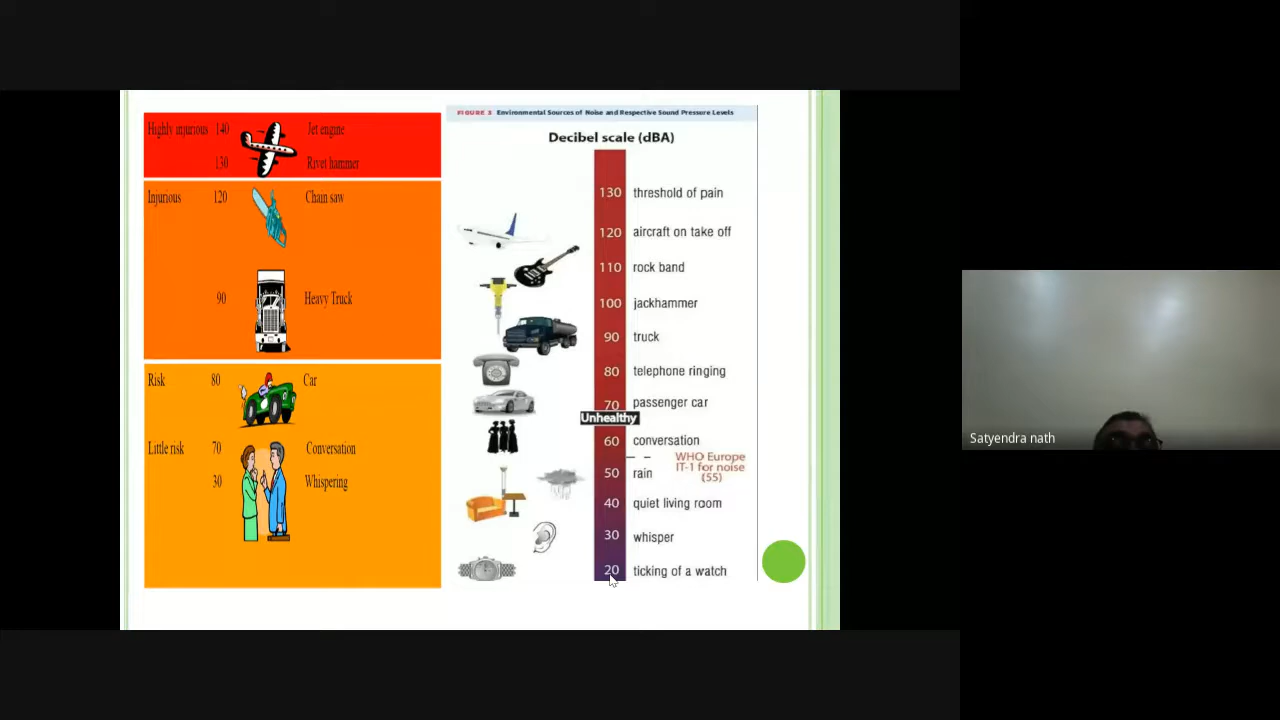 Highly injurious 140 Jet engine
130 Rivet hammer
Injurious 120 Chain saw
90 Heavy Truck
Risk 80 Car
Little risk 70 Conversation
30 Whispering
FIGURE 3 Environmental Sources of Noise and Respective Sound Pressure Levels
Decibel scale (dBA)
130 threshold of pain
120 aircraft on take off
110 rock band
100 jackhammer
90 truck
80 telephone ringing
70 passenger car
Unhealthy
60 conversation
WHO Europe
IT-1 for noise
(55)
50 rain
40 quiet living room
30 whisper
20 ticking of a watch
Satyendra nath